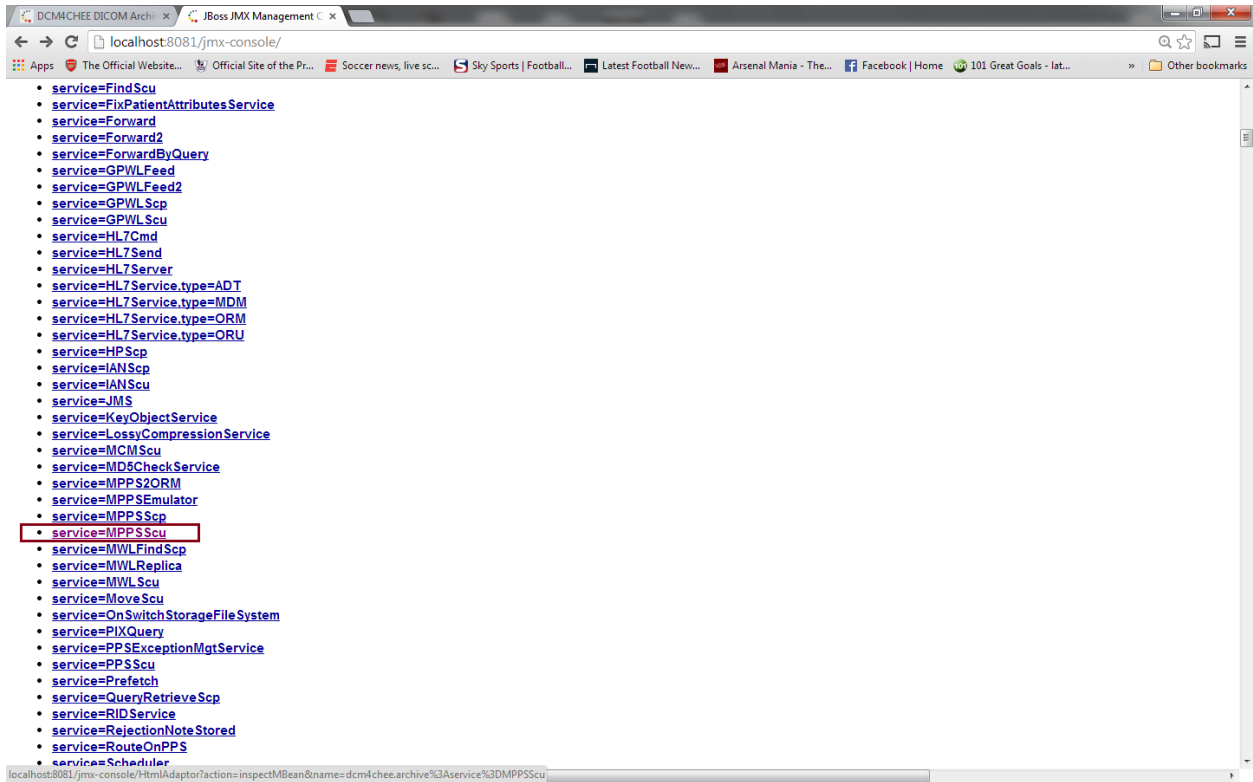 DCM4CHEE DICOM Archi
JBoss JMX Management C
localhost:8081/jmx-console/
Apps
The Official Website...
Official Site of the Pr...
Soccer news, live sc...
Sky Sports | Football...
Latest Football New...
Arsenal Mania - The...
Facebook | Home
101 Great Goals - lat...
»
Other bookmarks
service=FindScu
service=FixPatientAttributesService
service=Forward
service=Forward2
service=ForwardByQuery
service=GPWLFeed
service=GPWLFeed2
service=GPWLScp
service=GPWLScu
service=HL7Cmd
service=HL7Send
service=HL7Server
service=HL7Service,type=ADT
service=HL7Service,type=MDM
service=HL7Service,type=ORM
service=HL7Service,type=ORU
service=HPScp
service=IANScp
service=IANScu
service=JMS
service=KeyObjectService
service=LossyCompressionService
service=MCMScu
service=MD5CheckService
service=MPPS2ORM
service=MPPSEmulator
service=MPPSScp
service=MPPSScu
service=MWLFindScp
service=MWLReplica
service=MWLScu
service=MoveScu
service=OnSwitchStorageFileSystem
service=PIXQuery
service=PPSExceptionMgtService
service=PPSScu
service=Prefetch
service=QueryRetrieveScp
service=RIDService
service=RejectionNoteStored
service=RouteOnPPS
service=Scheduler
localhost:8081/jmx-console/HtmlAdaptor?action=inspectMBean&name=dcm4chee.archive%3Aservice%3DMPPSScu